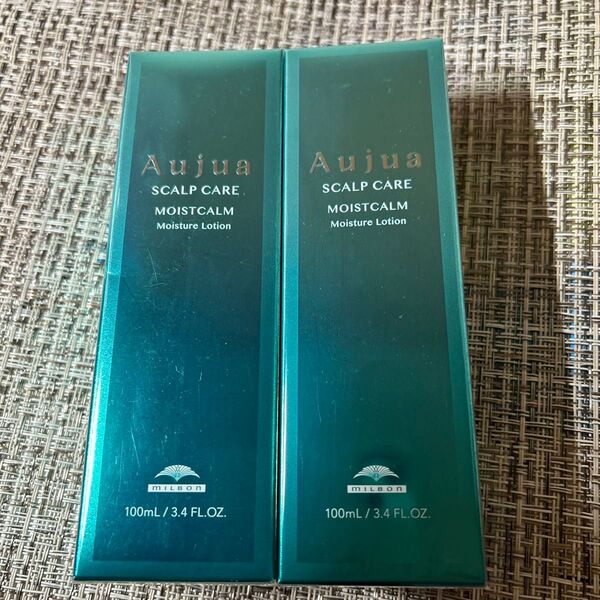 Aujua
SCALP CARE
MOISTCALM
Moisture Lotion
MILBON
100mL / 3.4 FL.OZ.
Aujua
SCALP CARE
MOISTCALM
Moisture Lotion
MILBON
100mL / 3.4 FL.OZ.